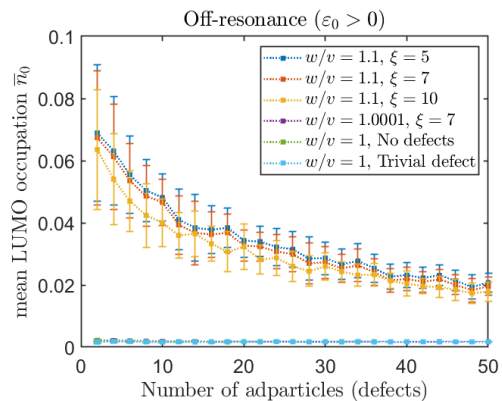 Off-resonance (ε₀ > 0)
w/v = 1.1, ξ = 5
w/v = 1.1, ξ = 7
w/v = 1.1, ξ = 10
w/v = 1.0001, ξ = 7
w/v = 1, No defects
w/v = 1, Trivial defect
mean LUMO occupation n̅₀
0.1
0.08
0.06
0.04
0.02
0
0 10 20 30 40 50
Number of adparticles (defects)